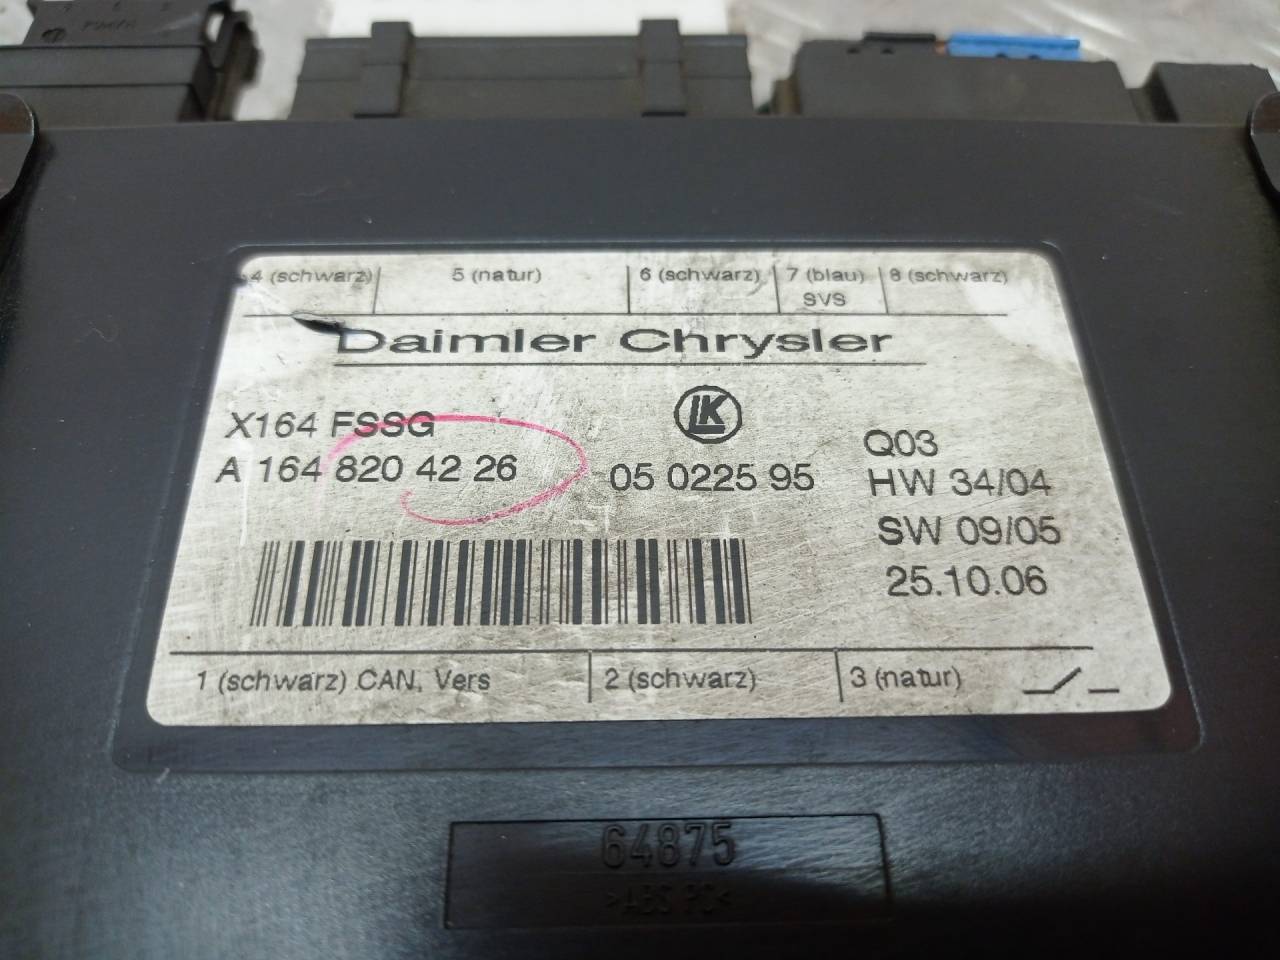 4 (schwarz) 5 (natur) 6 (schwarz) 7 (blau) 8 (schwarz)
SVS
Daimler Chrysler
X164 FSSG
LK
Q03
A 164 820 42 26 05 0225 95
HW 34/04
SW 09/05
25.10.06
1 (schwarz) CAN, Vers 2 (schwarz) 3 (natur)
64875
>ABS PC<